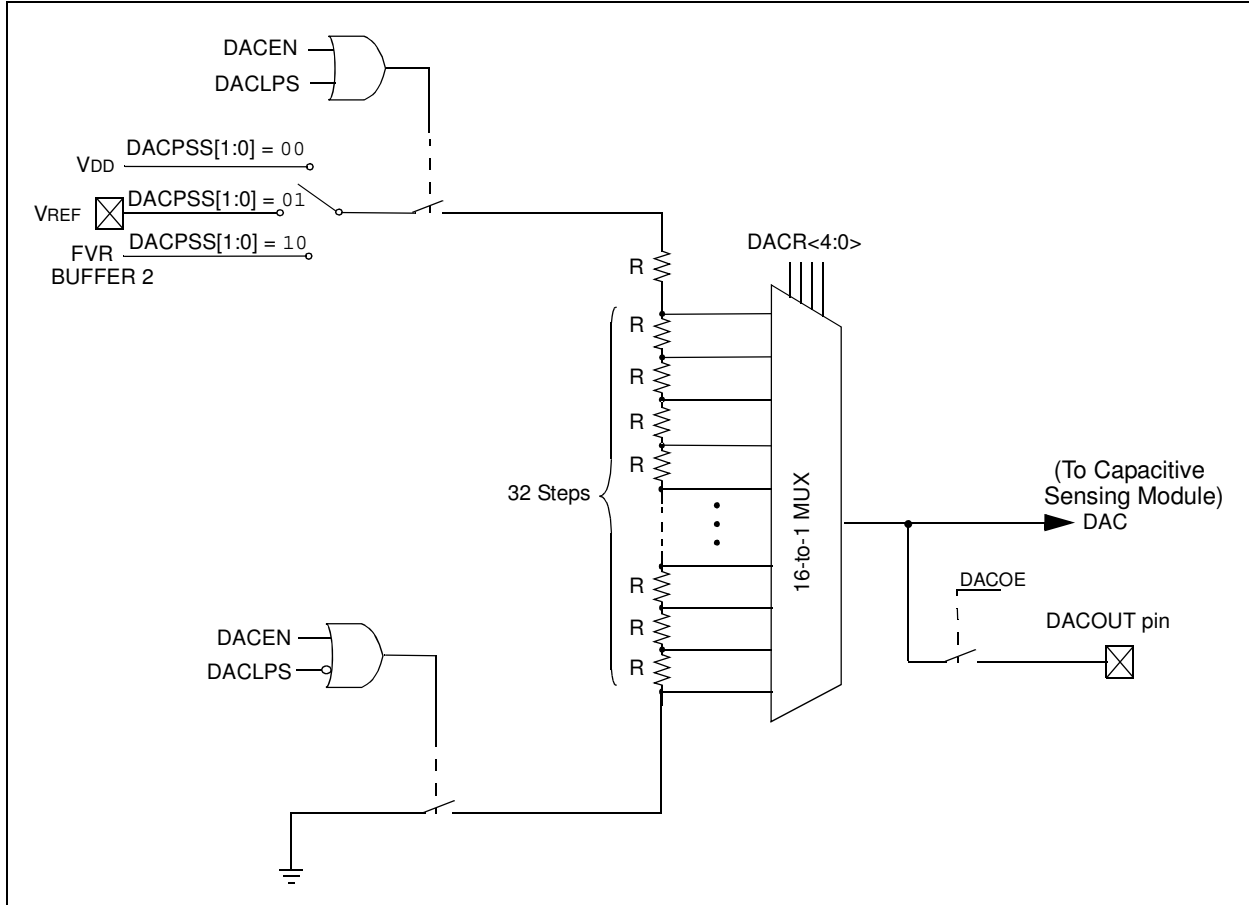 DACEN
DACLPS
VDD
DACPSS[1:0] = 00
VREF
DACPSS[1:0] = 01
FVR
BUFFER 2
DACPSS[1:0] = 10
R
DACR<4:0>
R
R
R
R
32 Steps
16-to-1 MUX
(To Capacitive
Sensing Module)
DAC
R
R
R
DACOE
DACOUT pin
DACEN
DACLPS